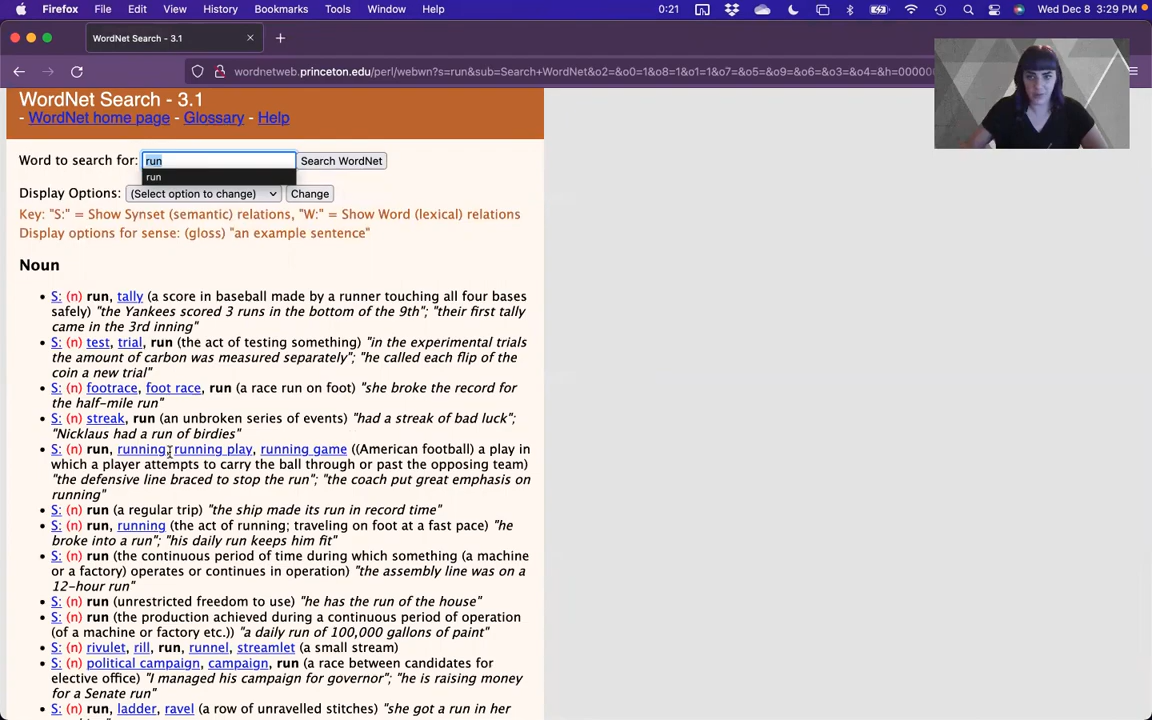 Firefox File Edit View History Bookmarks Tools Window Help 0:21 Wed Dec 8 3:29 PM
WordNet Search - 3.1
wordnetweb.princeton.edu/perl/webwn?s=run&sub=Search+WordNet&o2=&o0=1&o8=1&o1=1&o7=&o5=&o9=&o6=&o3=&o4=&h=00000
WordNet Search - 3.1
- WordNet home page - Glossary - Help
Word to search for: run Search WordNet
run
Display Options: (Select option to change) Change
Key: "S:" = Show Synset (semantic) relations, "W:" = Show Word (lexical) relations
Display options for sense: (gloss) "an example sentence"
Noun
• S: (n) run, tally (a score in baseball made by a runner touching all four bases
safely) "the Yankees scored 3 runs in the bottom of the 9th"; "their first tally
came in the 3rd inning"
• S: (n) test, trial, run (the act of testing something) "in the experimental trials
the amount of carbon was measured separately"; "he called each flip of the
coin a new trial"
• S: (n) footrace, foot race, run (a race run on foot) "she broke the record for
the half-mile run"
• S: (n) streak, run (an unbroken series of events) "had a streak of bad luck";
"Nicklaus had a run of birdies"
• S: (n) run, running, running play, running game ((American football) a play in
which a player attempts to carry the ball through or past the opposing team)
"the defensive line braced to stop the run"; "the coach put great emphasis on
running"
• S: (n) run (a regular trip) "the ship made its run in record time"
• S: (n) run, running (the act of running; traveling on foot at a fast pace) "he
broke into a run"; "his daily run keeps him fit"
• S: (n) run (the continuous period of time during which something (a machine
or a factory) operates or continues in operation) "the assembly line was on a
12-hour run"
• S: (n) run (unrestricted freedom to use) "he has the run of the house"
• S: (n) run (the production achieved during a continuous period of operation
(of a machine or factory etc.)) "a daily run of 100,000 gallons of paint"
• S: (n) rivulet, rill, run, runnel, streamlet (a small stream)
• S: (n) political campaign, campaign, run (a race between candidates for
elective office) "I managed his campaign for governor"; "he is raising money
for a Senate run"
• S: (n) run, ladder, ravel (a row of unravelled stitches) "she got a run in her